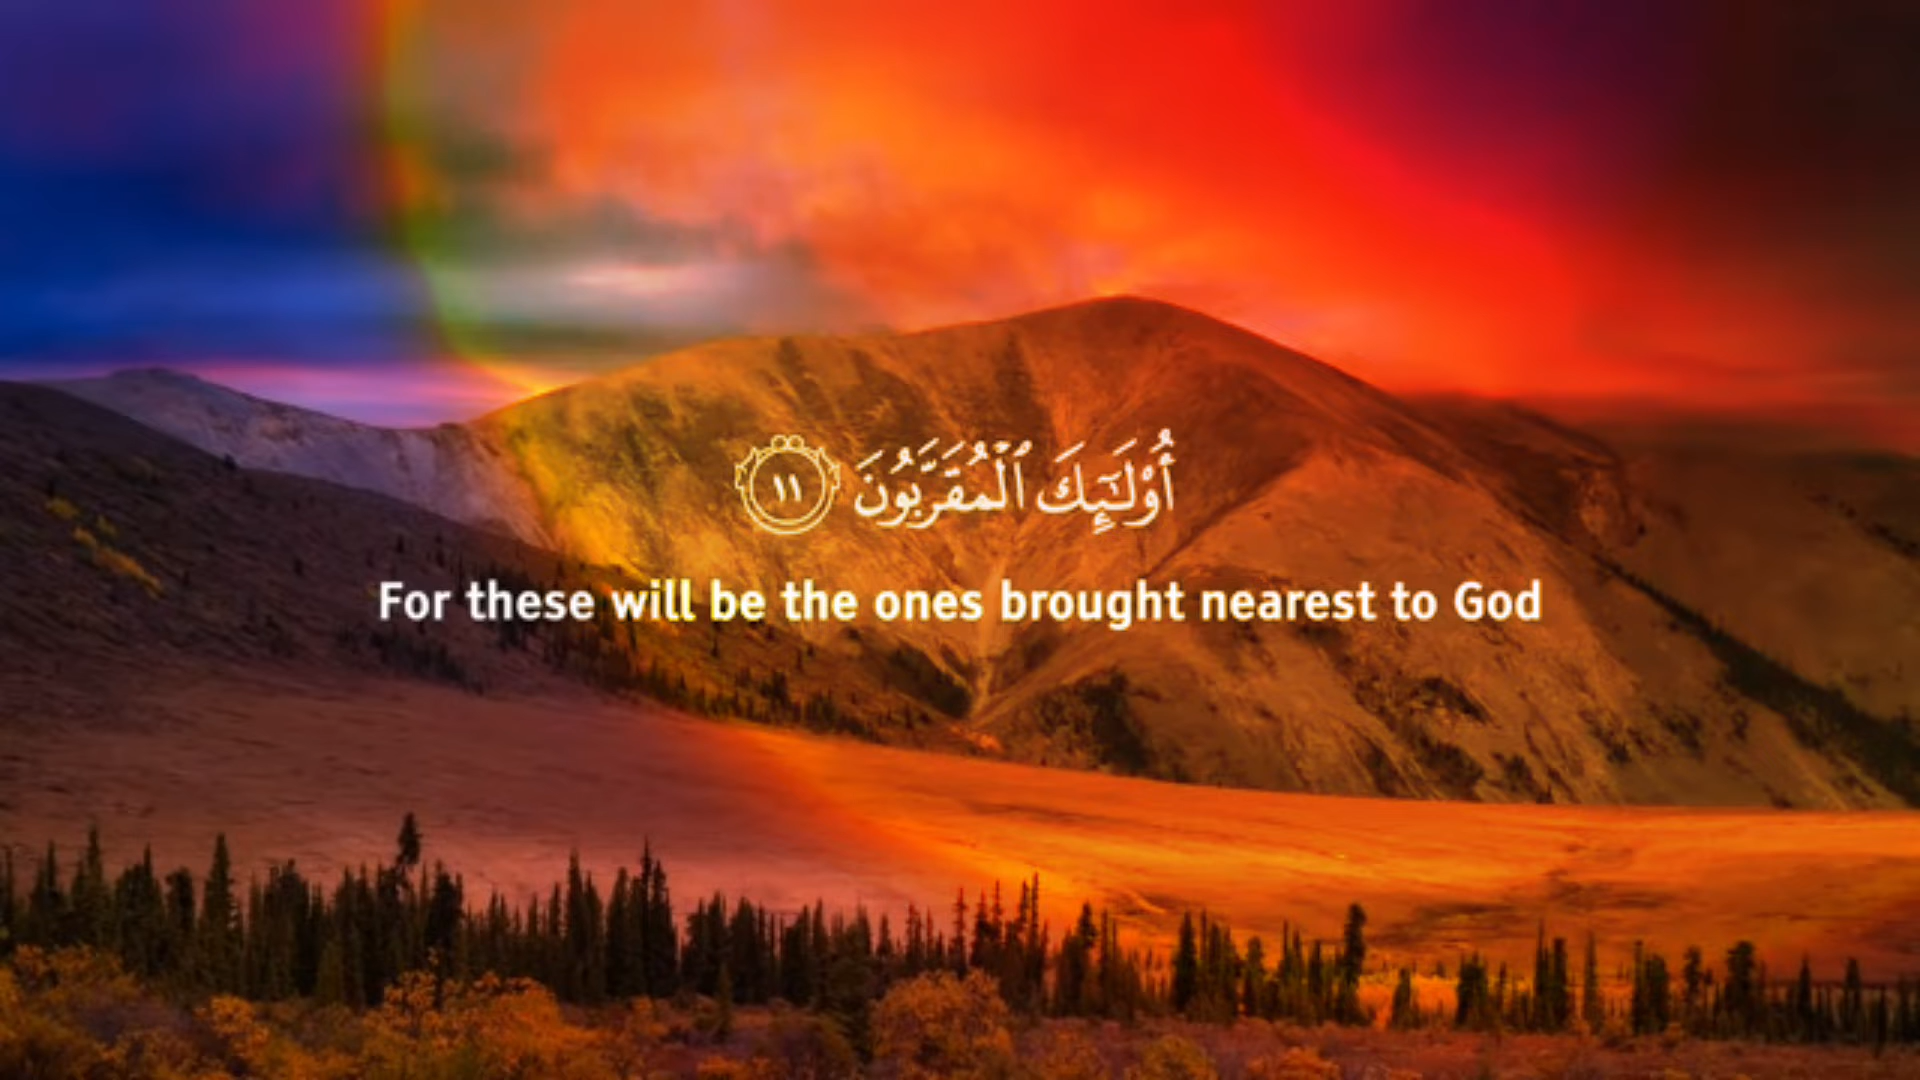 أُوْلَـٰٓئِكَ ٱلْمُقَرَّبُونَ ١١
For these will be the ones brought nearest to God